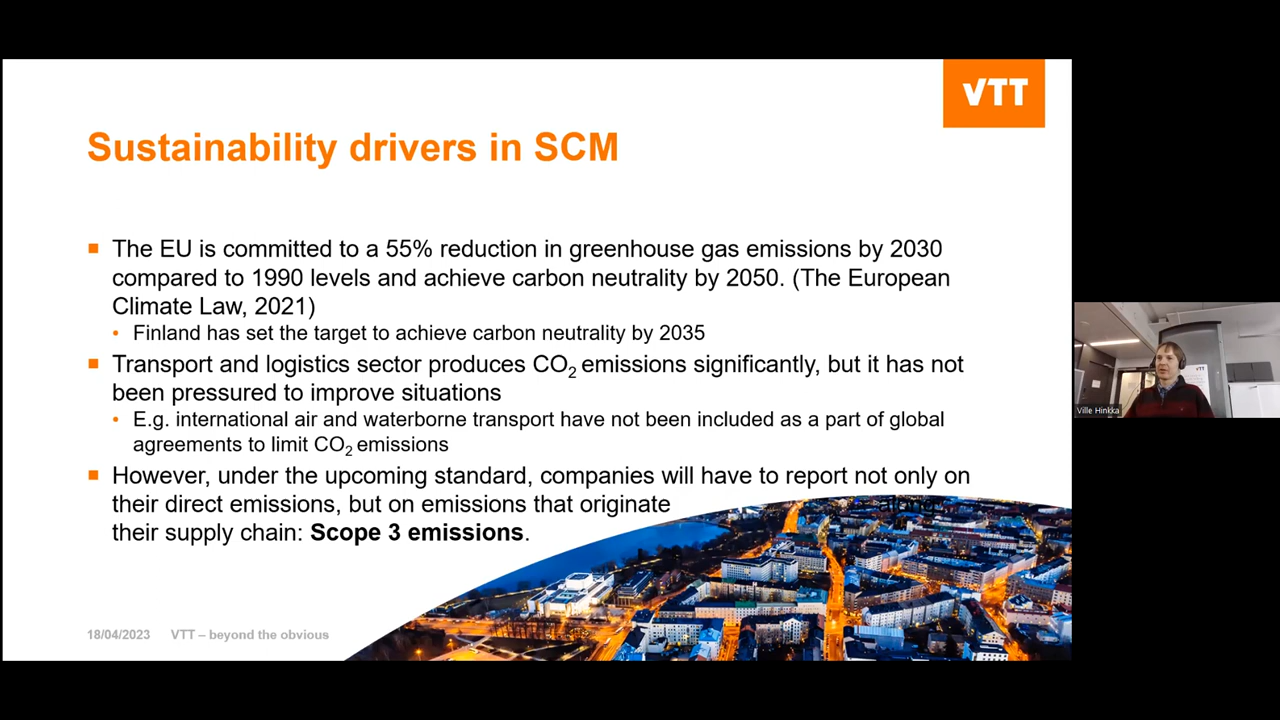 VTT
Sustainability drivers in SCM
The EU is committed to a 55% reduction in greenhouse gas emissions by 2030
compared to 1990 levels and achieve carbon neutrality by 2050. (The European
Climate Law, 2021)
Finland has set the target to achieve carbon neutrality by 2035
Transport and logistics sector produces CO₂ emissions significantly, but it has not
been pressured to improve situations
E.g. international air and waterborne transport have not been included as a part of global
agreements to limit CO₂ emissions
However, under the upcoming standard, companies will have to report not only on
their direct emissions, but on emissions that originate
their supply chain: Scope 3 emissions.
18/04/2023 VTT – beyond the obvious
VTT
Ville Hinkka